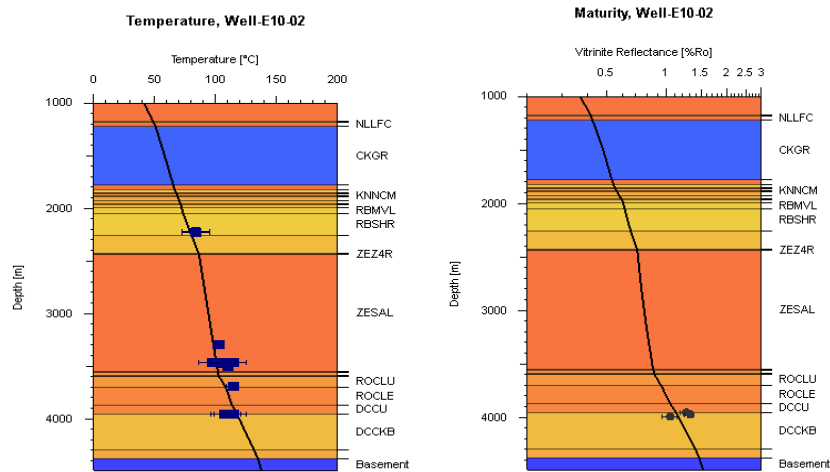 Temperature, Well-E10-02
Temperature [°C]
0 50 100 150 200
1000
2000
3000
4000
Depth [m]
NLLFC
CKGR
KNNCM
RBMVL
RBSHR
ZEZ4R
ZESAL
ROCLU
ROCLE
DCCU
DCCKB
Basement
Maturity, Well-E10-02
Vitrinite Reflectance [%Ro]
0.5 1 1.5 2 2.5 3
1000
2000
3000
4000
Depth [m]
NLLFC
CKGR
KNNCM
RBMVL
RBSHR
ZEZ4R
ZESAL
ROCLU
ROCLE
DCCU
DCCKB
Basement